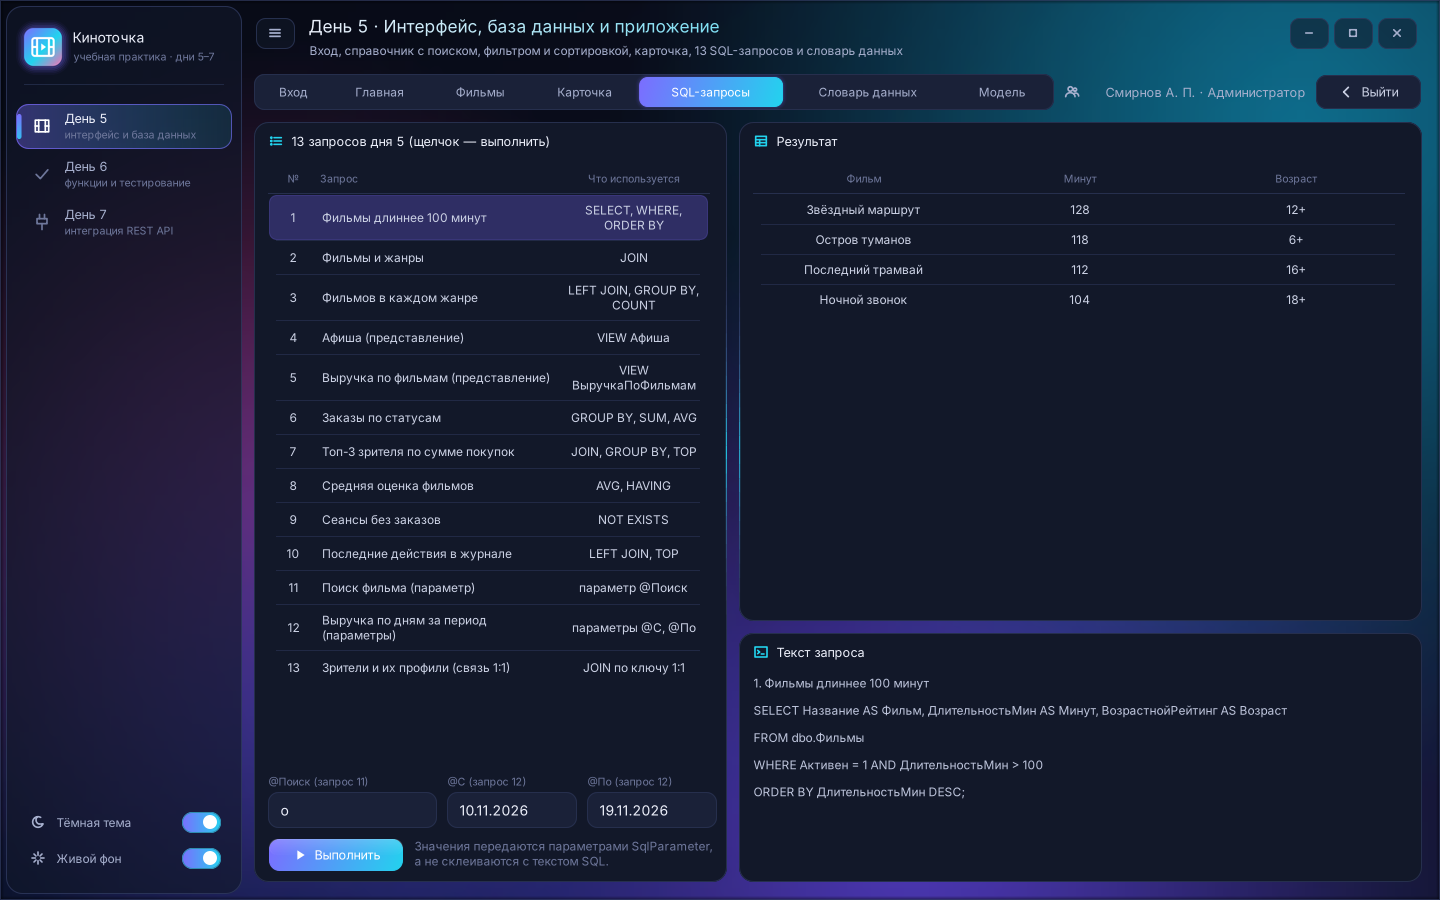 Киноточка
учебная практика · дни 5–7
День 5
интерфейс и база данных
День 6
функции и тестирование
День 7
интеграция REST API
Тёмная тема
Живой фон
День 5 · Интерфейс, база данных и приложение
Вход, справочник с поиском, фильтром и сортировкой, карточка, 13 SQL-запросов и словарь данных
Вход Главная Фильмы Карточка SQL-запросы Словарь данных Модель
Смирнов А. П. · Администратор
Выйти
13 запросов дня 5 (щелчок — выполнить)
№ Запрос Что используется
1 Фильмы длиннее 100 минут SELECT, WHERE,
ORDER BY
2 Фильмы и жанры JOIN
3 Фильмов в каждом жанре LEFT JOIN, GROUP BY,
COUNT
4 Афиша (представление) VIEW Афиша
5 Выручка по фильмам (представление) VIEW
ВыручкаПоФильмам
6 Заказы по статусам GROUP BY, SUM, AVG
7 Топ-3 зрителя по сумме покупок JOIN, GROUP BY, TOP
8 Средняя оценка фильмов AVG, HAVING
9 Сеансы без заказов NOT EXISTS
10 Последние действия в журнале LEFT JOIN, TOP
11 Поиск фильма (параметр) параметр @Поиск
12 Выручка по дням за период
(параметры) параметры @С, @По
13 Зрители и их профили (связь 1:1) JOIN по ключу 1:1
@Поиск (запрос 11) @С (запрос 12) @По (запрос 12)
о 10.11.2026 19.11.2026
Выполнить
Значения передаются параметрами SqlParameter,
а не склеиваются с текстом SQL.
Результат
Фильм Минут Возраст
Звёздный маршрут 128 12+
Остров туманов 118 6+
Последний трамвай 112 16+
Ночной звонок 104 18+
Текст запроса
1. Фильмы длиннее 100 минут
SELECT Название AS Фильм, ДлительностьМин AS Минут, ВозрастнойРейтинг AS Возраст
FROM dbo.Фильмы
WHERE Активен = 1 AND ДлительностьМин > 100
ORDER BY ДлительностьМин DESC;